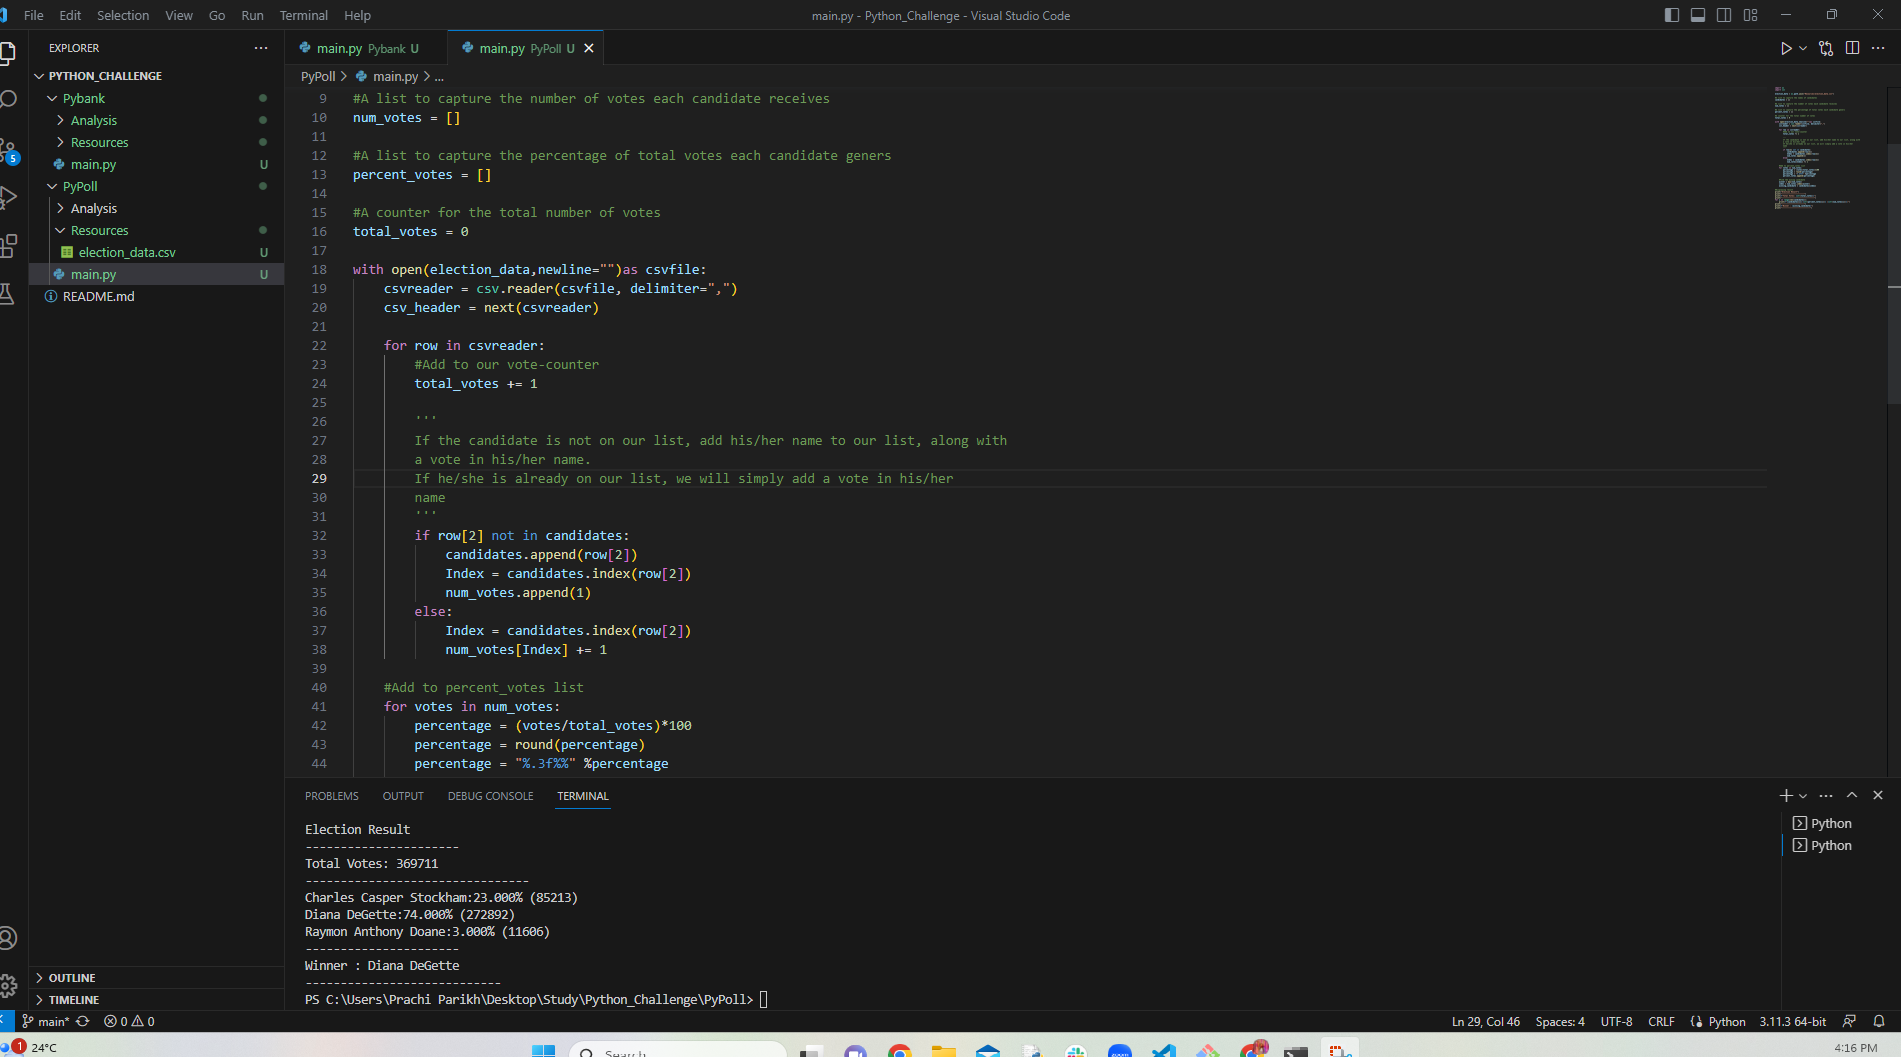 File Edit Selection View Go Run Terminal Help
main.py - Python_Challenge - Visual Studio Code
EXPLORER
PYTHON_CHALLENGE
Pybank
Analysis
Resources
main.py U
PyPoll
Analysis
Resources
election_data.csv U
main.py U
README.md
5
OUTLINE
TIMELINE
main.py Pybank U
main.py PyPoll U
PyPoll > main.py > ...
9 #A list to capture the number of votes each candidate receives
10 num_votes = []
11
12 #A list to capture the percentage of total votes each candidate geners
13 percent_votes = []
14
15 #A counter for the total number of votes
16 total_votes = 0
17
18 with open(election_data,newline="")as csvfile:
19 csvreader = csv.reader(csvfile, delimiter=",")
20 csv_header = next(csvreader)
21
22 for row in csvreader:
23 #Add to our vote-counter
24 total_votes += 1
25
26 '''
27 If the candidate is not on our list, add his/her name to our list, along with
28 a vote in his/her name.
29 If he/she is already on our list, we will simply add a vote in his/her
30 name
31 '''
32 if row[2] not in candidates:
33 candidates.append(row[2])
34 Index = candidates.index(row[2])
35 num_votes.append(1)
36 else:
37 Index = candidates.index(row[2])
38 num_votes[Index] += 1
39
40 #Add to percent_votes list
41 for votes in num_votes:
42 percentage = (votes/total_votes)*100
43 percentage = round(percentage)
44 percentage = "%.3f%%" %percentage
PROBLEMS OUTPUT DEBUG CONSOLE TERMINAL
Election Result
----------------------
Total Votes: 369711
--------------------------------
Charles Casper Stockham:23.000% (85213)
Diana DeGette:74.000% (272892)
Raymon Anthony Doane:3.000% (11606)
----------------------
Winner : Diana DeGette
----------------------------
PS C:\Users\Prachi Parikh\Desktop\Study\Python_Challenge\PyPoll>
Python
Python
main* 0 0
Ln 29, Col 46 Spaces: 4 UTF-8 CRLF Python 3.11.3 64-bit
1 24°C
Search
4:16 PM